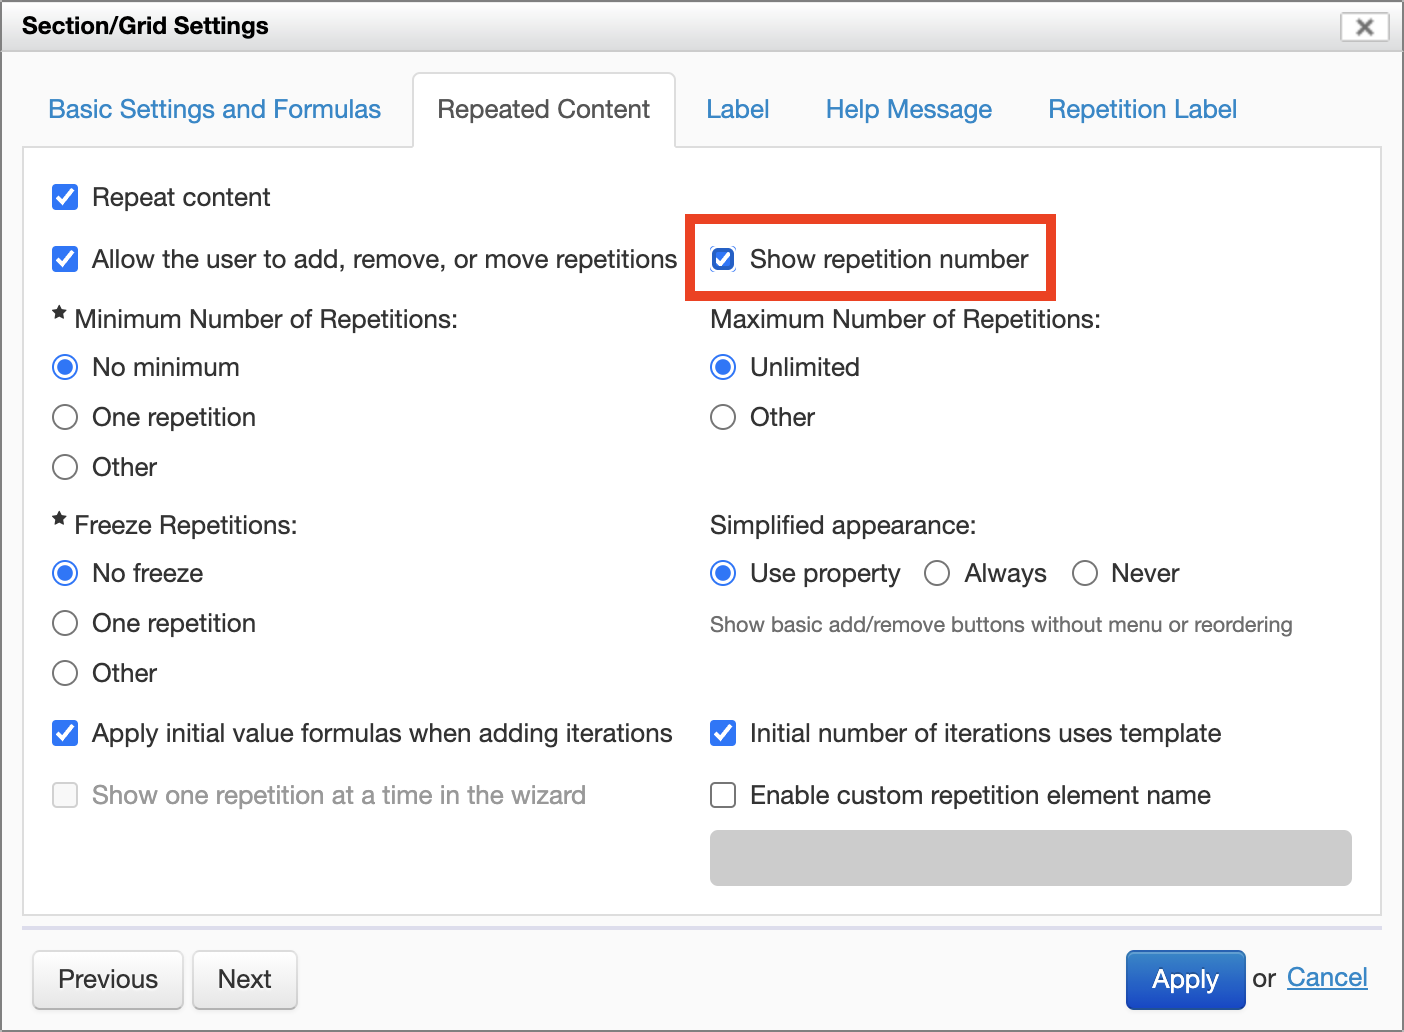 Section/Grid Settings
Basic Settings and Formulas Repeated Content Label Help Message Repetition Label
Repeat content
Allow the user to add, remove, or move repetitions Show repetition number
★ Minimum Number of Repetitions: Maximum Number of Repetitions:
No minimum Unlimited
One repetition Other
Other
★ Freeze Repetitions: Simplified appearance:
No freeze Use property Always Never
One repetition Show basic add/remove buttons without menu or reordering
Other
Apply initial value formulas when adding iterations Initial number of iterations uses template
Show one repetition at a time in the wizard Enable custom repetition element name
Previous Next Apply or Cancel